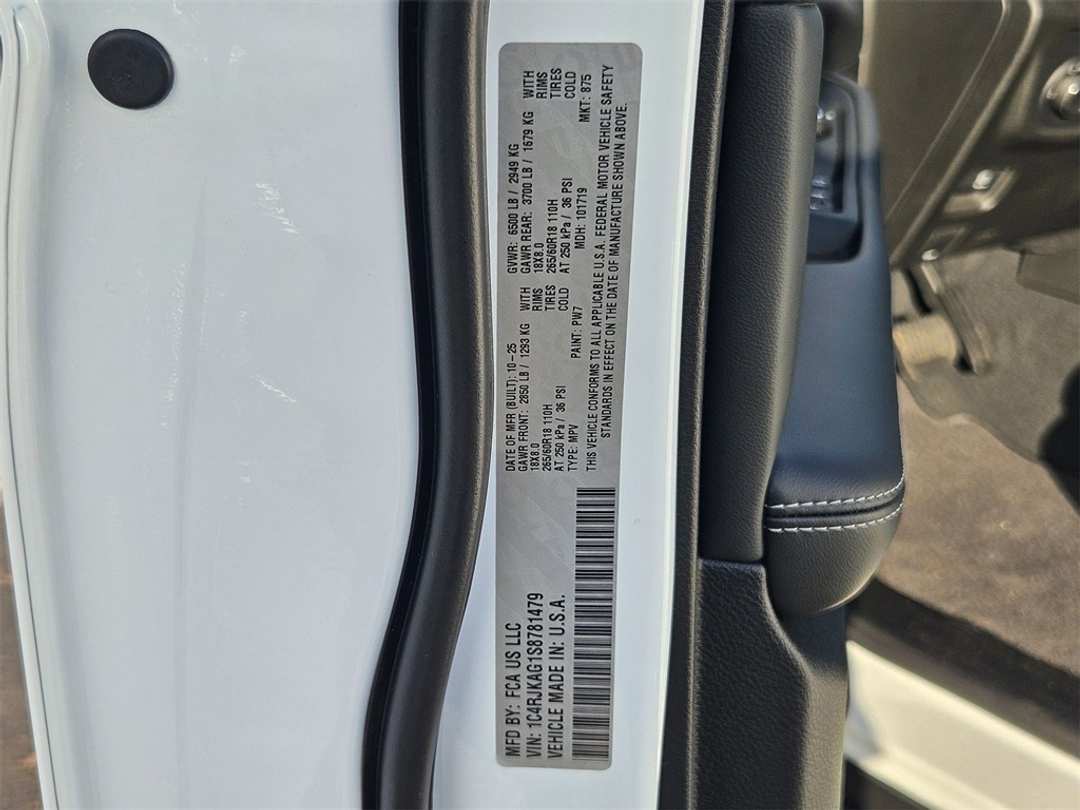 MFD BY: FCA US LLC
VIN: 1C4RJKAG1S8781479
VEHICLE MADE IN: U.S.A.
DATE OF MFR (BUILT): 10-25
GAWR FRONT: 2850 LB / 1293 KG WITH
18X8.0 RIMS
265/60R18 110H TIRES
AT 250 kPa / 36 PSI COLD
TYPE: MPV PAINT: PW7
GVWR: 6500 LB / 2949 KG
GAWR REAR: 3700 LB / 1679 KG WITH
18X8.0 RIMS
265/60R18 110H TIRES
AT 250 kPa / 36 PSI COLD
MDH: 101719 MKT: 875
THIS VEHICLE CONFORMS TO ALL APPLICABLE U.S.A. FEDERAL MOTOR VEHICLE SAFETY
STANDARDS IN EFFECT ON THE DATE OF MANUFACTURE SHOWN ABOVE.